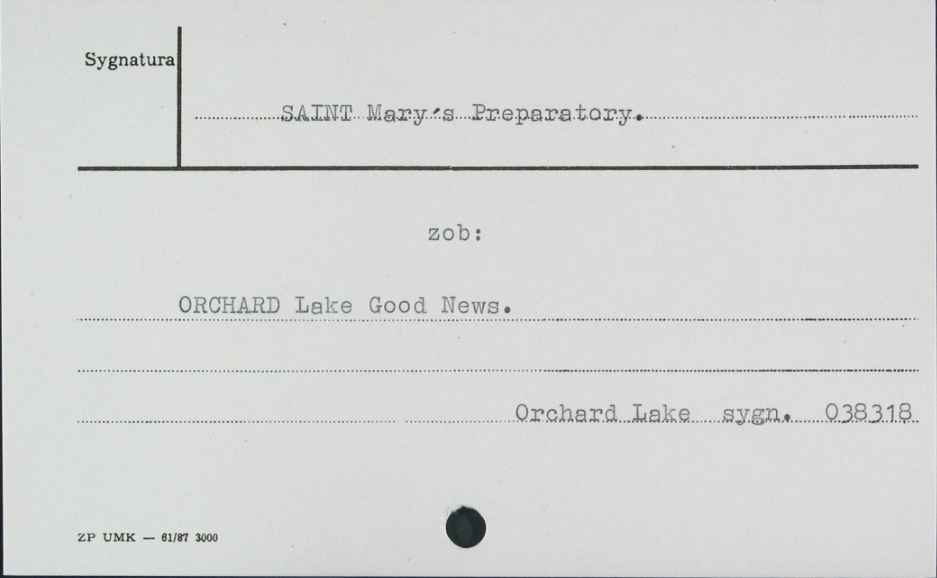 Sygnatura
SAINT Mary's Preparatory.
zob:
ORCHARD Lake Good News.
Orchard Lake sygn. 038318
ZP UMK — 61/87 3000